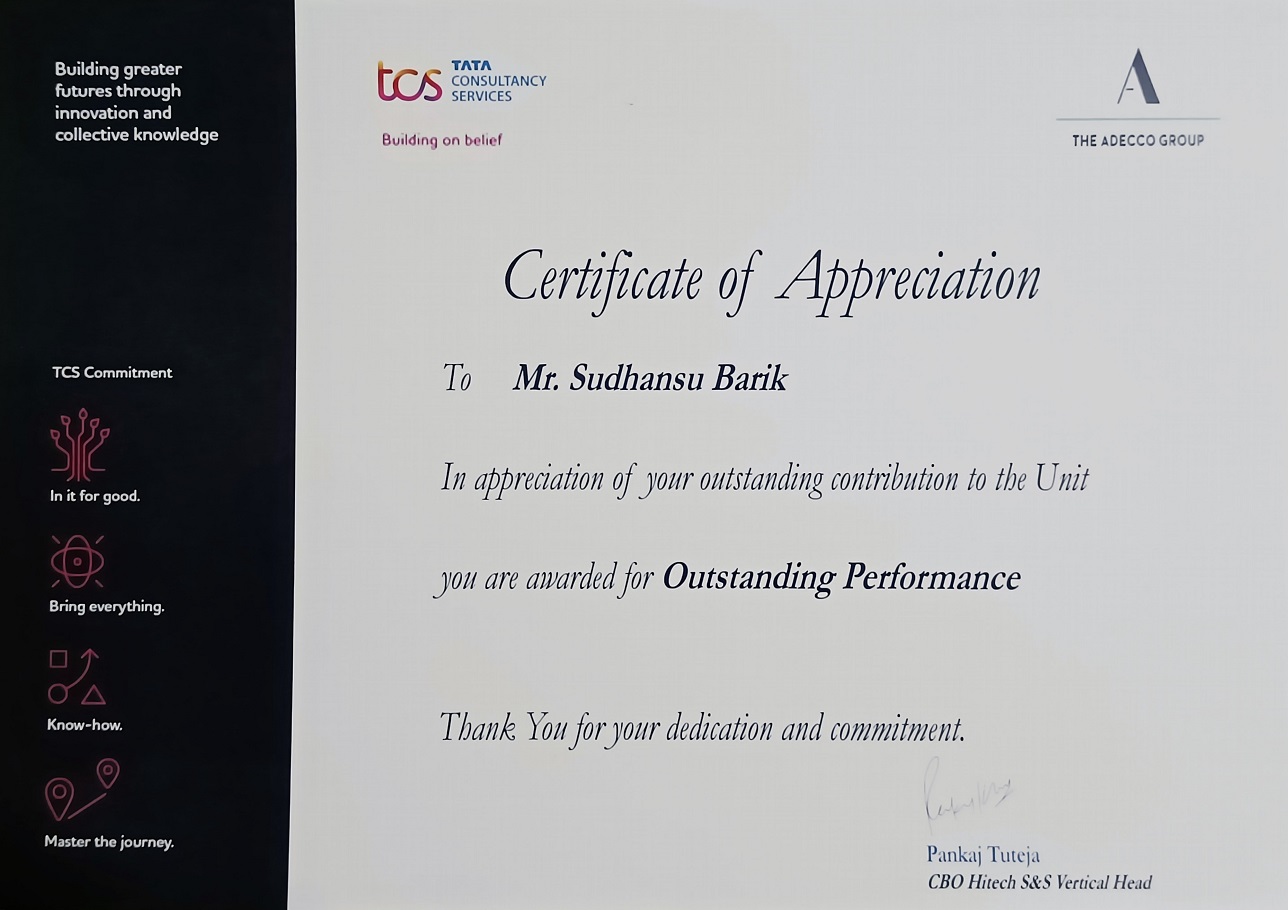 Building greater
futures through
innovation and
collective knowledge
tcs TATA
CONSULTANCY
SERVICES
Building on belief
THE ADECCO GROUP
Certificate of Appreciation
To Mr. Sudhansu Barik
In appreciation of your outstanding contribution to the Unit
you are awarded for Outstanding Performance
Thank You for your dedication and commitment.
TCS Commitment
In it for good.
Bring everything.
Know-how.
Master the journey.
Pankaj Tuteja
CBO Hitech S&S Vertical Head